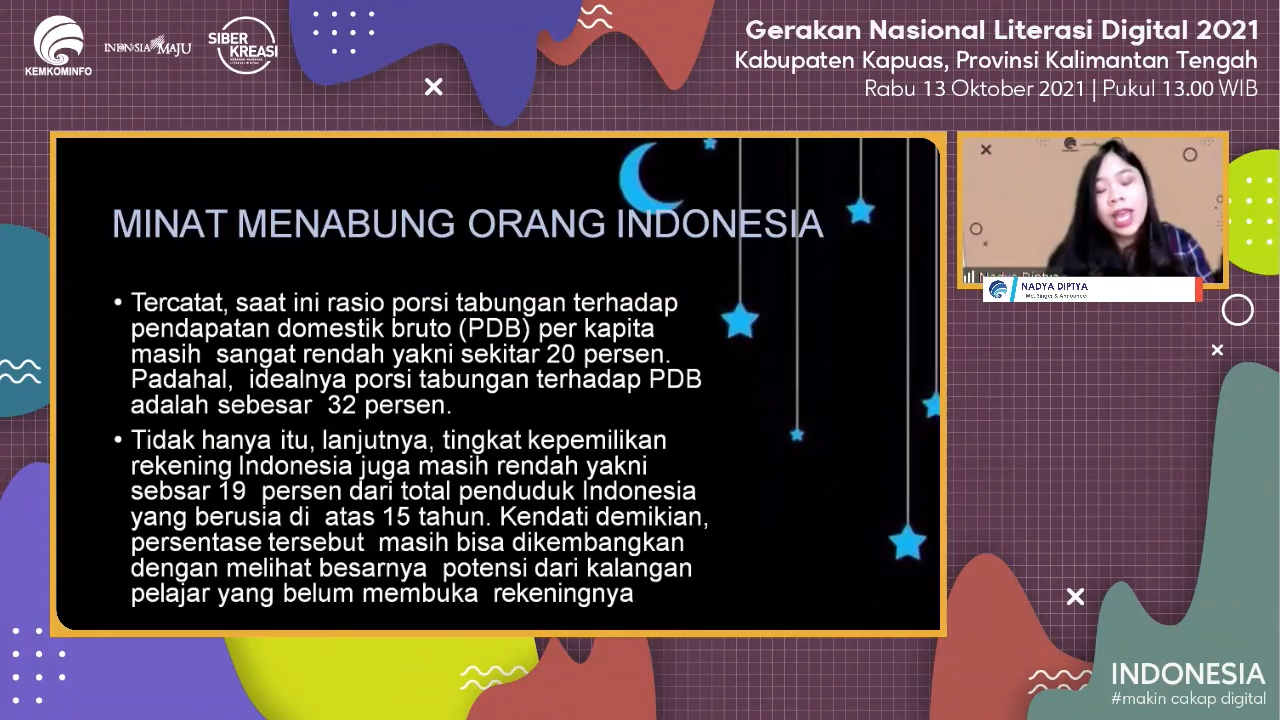 KEMKOMINFO
INDONESIA MAJU
SIBER
KREASI
Gerakan Nasional Literasi Digital 2021
Kabupaten Kapuas, Provinsi Kalimantan Tengah
Rabu 13 Oktober 2021 | Pukul 13.00 WIB
MINAT MENABUNG ORANG INDONESIA
• Tercatat, saat ini rasio porsi tabungan terhadap
pendapatan domestik bruto (PDB) per kapita
masih sangat rendah yakni sekitar 20 persen.
Padahal, idealnya porsi tabungan terhadap PDB
adalah sebesar 32 persen.
• Tidak hanya itu, lanjutnya, tingkat kepemilikan
rekening Indonesia juga masih rendah yakni
sebsar 19 persen dari total penduduk Indonesia
yang berusia di atas 15 tahun. Kendati demikian,
persentase tersebut masih bisa dikembangkan
dengan melihat besarnya potensi dari kalangan
pelajar yang belum membuka rekeningnya
Nadya Diptya
NADYA DIPTYA
Mc, Singer & Announcer
INDONESIA
#makin cakap digital